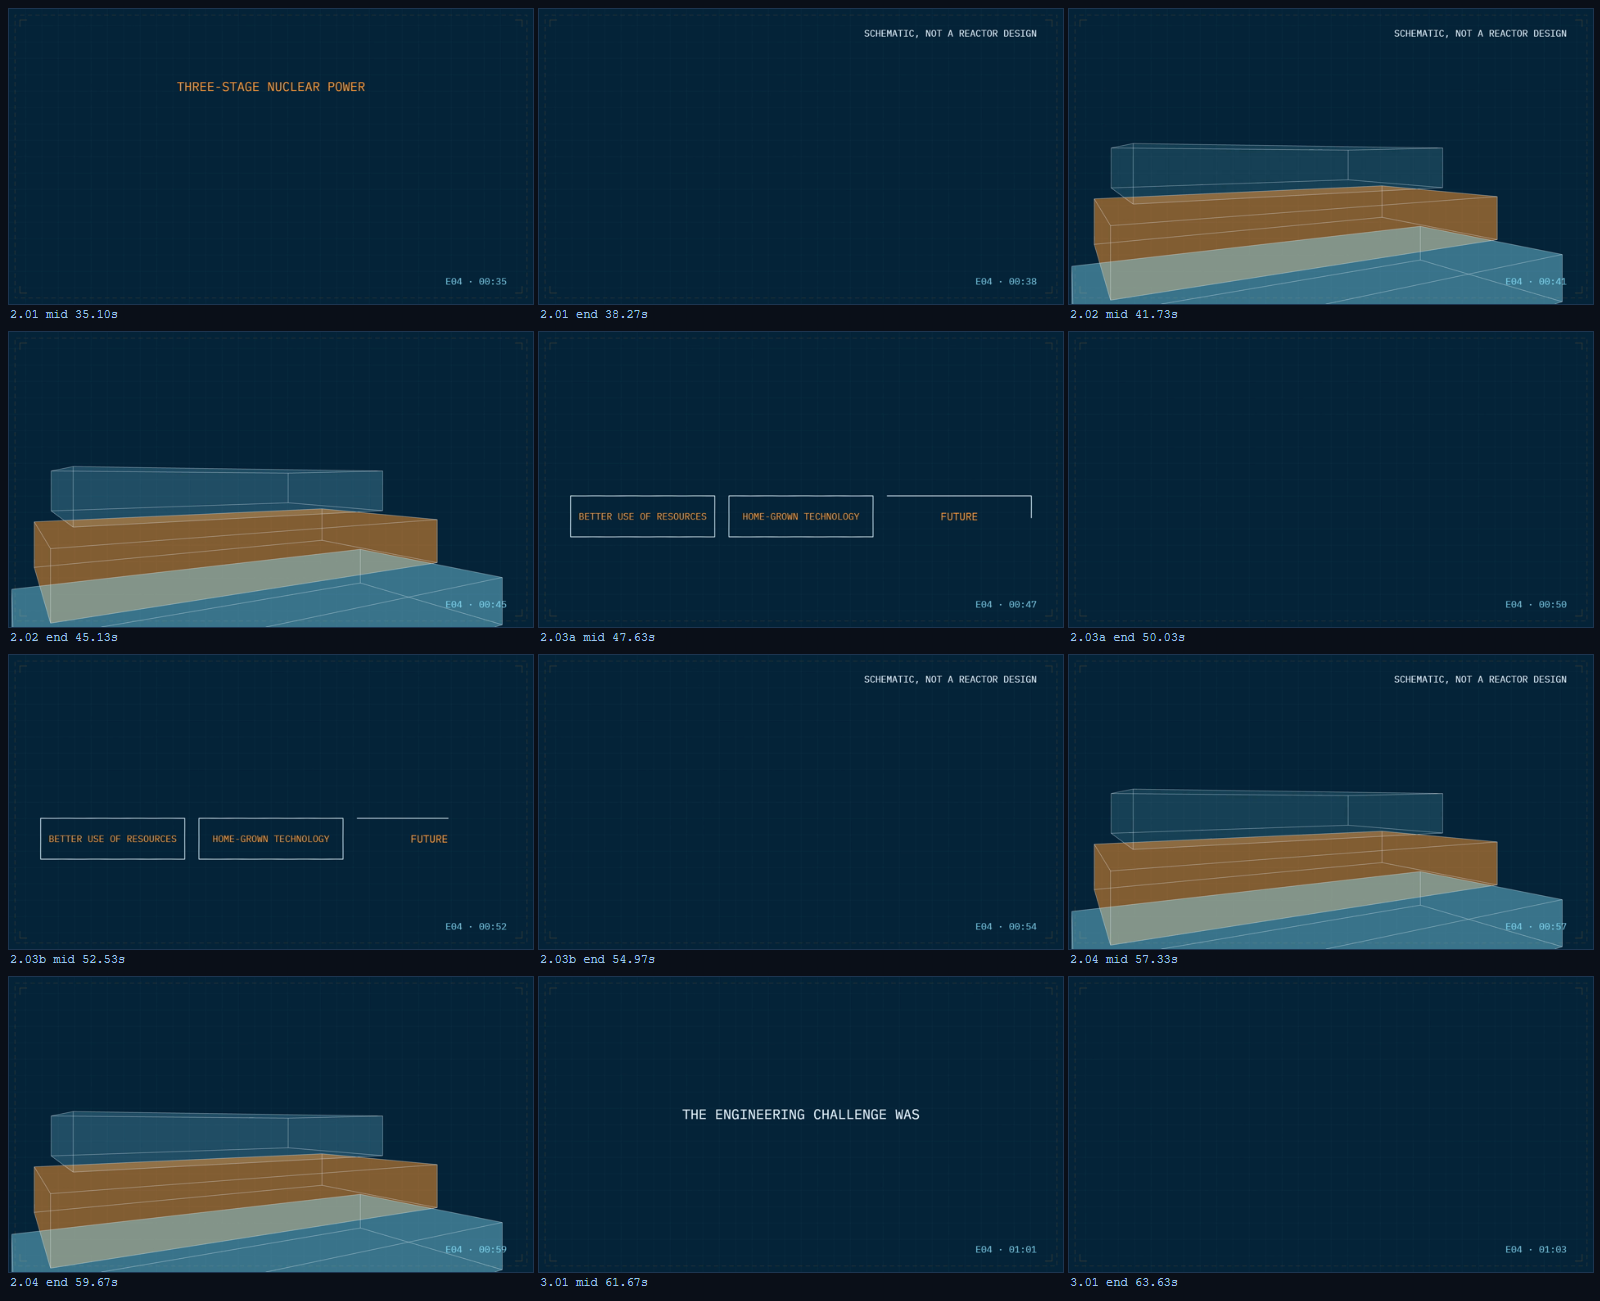 THREE-STAGE NUCLEAR POWER
E04 · 00:35
2.01 mid 35.10s
SCHEMATIC, NOT A REACTOR DESIGN
E04 · 00:38
2.01 end 38.27s
SCHEMATIC, NOT A REACTOR DESIGN
E04 · 00:41
2.02 mid 41.73s
E04 · 00:45
2.02 end 45.13s
BETTER USE OF RESOURCES
HOME-GROWN TECHNOLOGY
FUTURE
E04 · 00:47
2.03a mid 47.63s
E04 · 00:50
2.03a end 50.03s
BETTER USE OF RESOURCES
HOME-GROWN TECHNOLOGY
FUTURE
E04 · 00:52
2.03b mid 52.53s
SCHEMATIC, NOT A REACTOR DESIGN
E04 · 00:54
2.03b end 54.97s
SCHEMATIC, NOT A REACTOR DESIGN
E04 · 00:57
2.04 mid 57.33s
E04 · 00:59
2.04 end 59.67s
THE ENGINEERING CHALLENGE WAS
E04 · 01:01
3.01 mid 61.67s
E04 · 01:03
3.01 end 63.63s